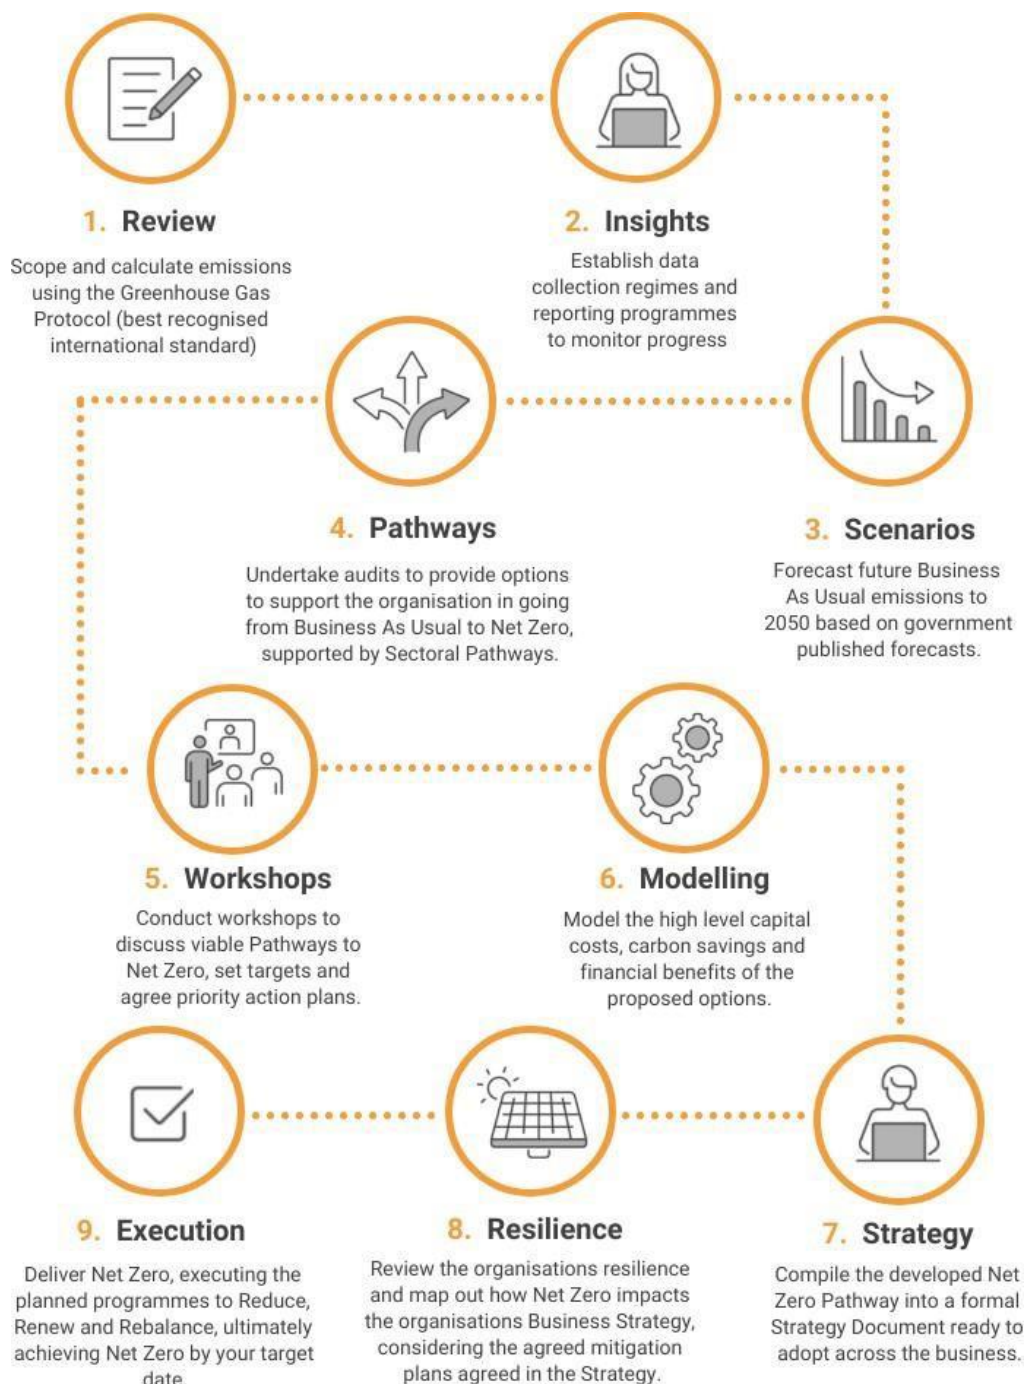 1. Review
Scope and calculate emissions
using the Greenhouse Gas
Protocol (best recognised
international standard)
2. Insights
Establish data
collection regimes and
reporting programmes
to monitor progress
3. Scenarios
Forecast future Business
As Usual emissions to
2050 based on government
published forecasts.
4. Pathways
Undertake audits to provide options
to support the organisation in going
from Business As Usual to Net Zero,
supported by Sectoral Pathways.
5. Workshops
Conduct workshops to
discuss viable Pathways to
Net Zero, set targets and
agree priority action plans.
6. Modelling
Model the high level capital
costs, carbon savings and
financial benefits of the
proposed options.
7. Strategy
Compile the developed Net
Zero Pathway into a formal
Strategy Document ready to
adopt across the business.
8. Resilience
Review the organisations resilience
and map out how Net Zero impacts
the organisations Business Strategy,
considering the agreed mitigation
plans agreed in the Strategy.
9. Execution
Deliver Net Zero, executing the
planned programmes to Reduce,
Renew and Rebalance, ultimately
achieving Net Zero by your target
date